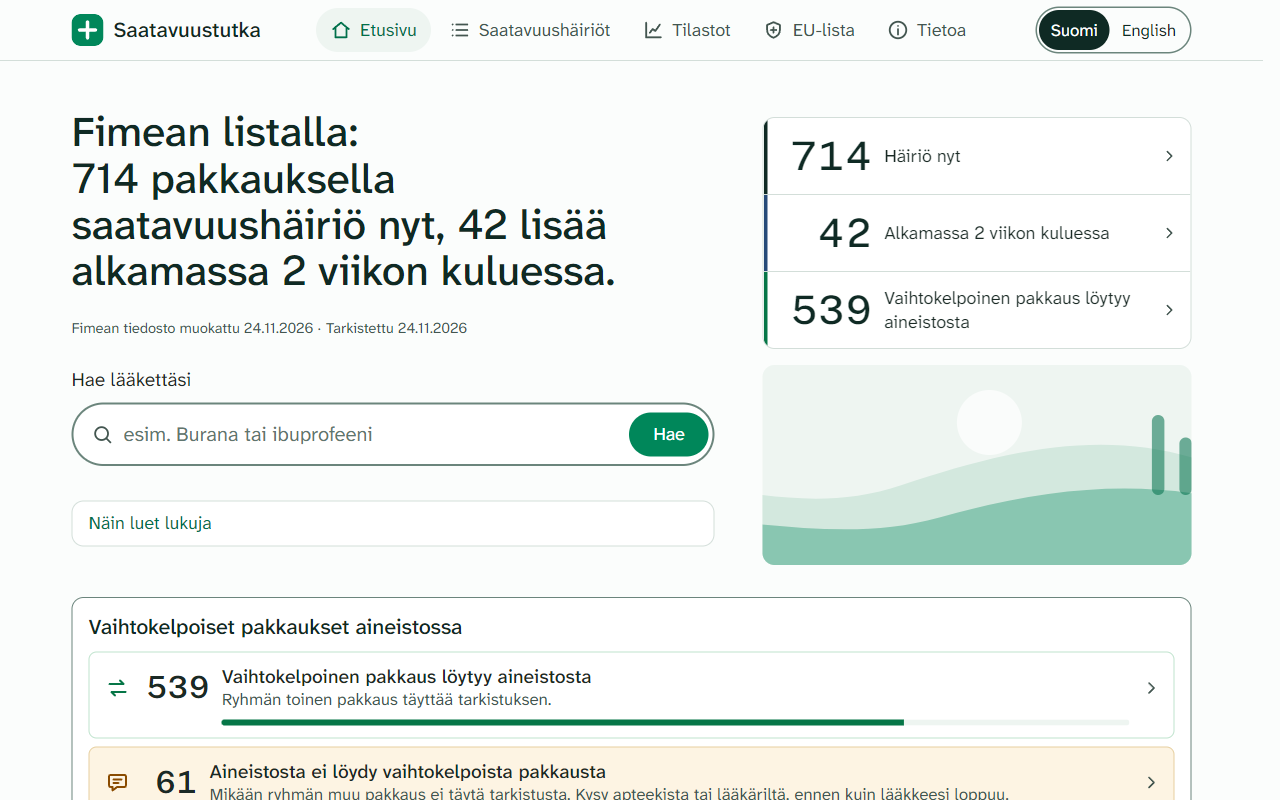 Saatavuustutka
Etusivu
Saatavuushäiriöt
Tilastot
EU-lista
Tietoa
Suomi
English
Fimean listalla:
714 pakkauksella
saatavuushäiriö nyt, 42 lisää
alkamassa 2 viikon kuluessa.
Fimean tiedosto muokattu 24.11.2026 · Tarkistettu 24.11.2026
Hae lääkettäsi
esim. Burana tai ibuprofeeni
Hae
Näin luet lukuja
714 Häiriö nyt
42 Alkamassa 2 viikon kuluessa
539 Vaihtokelpoinen pakkaus löytyy
aineistosta
Vaihtokelpoiset pakkaukset aineistossa
539 Vaihtokelpoinen pakkaus löytyy aineistosta
Ryhmän toinen pakkaus täyttää tarkistuksen.
61 Aineistosta ei löydy vaihtokelpoista pakkausta
Mikään ryhmän muu pakkaus ei täytä tarkistusta. Kysy apteekista tai lääkäriltä, ennen kuin lääkkeesi loppuu.